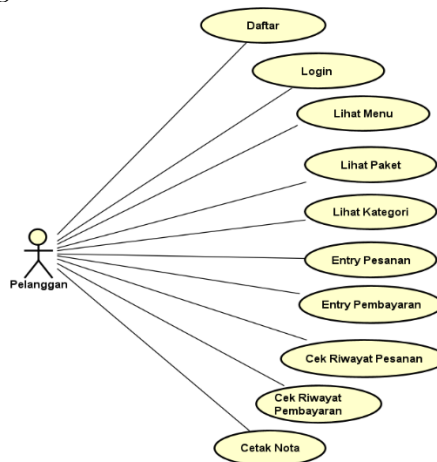 Daftar
Login
Lihat Menu
Lihat Paket
Lihat Kategori
Entry Pesanan
Pelanggan
Entry Pembayaran
Cek Riwayat Pesanan
Cek Riwayat
Pembayaran
Cetak Nota